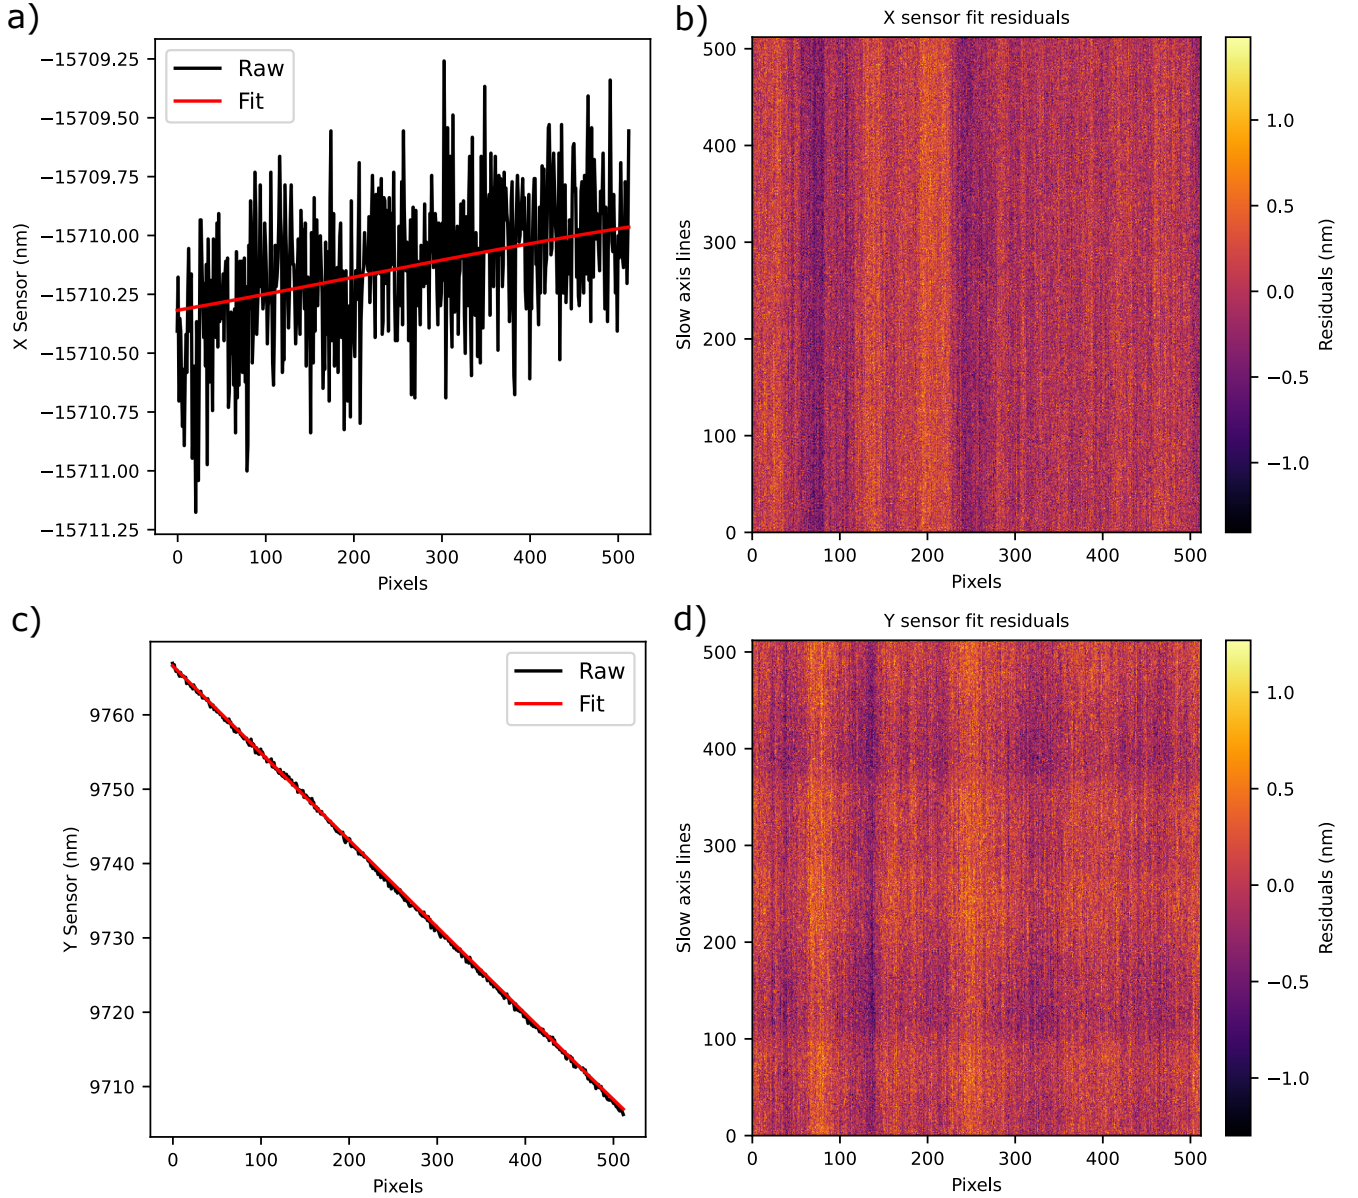 a)
−15709.25
−15709.50
−15709.75
−15710.00
−15710.25
−15710.50
−15710.75
−15711.00
−15711.25
X Sensor (nm)
Raw
Fit
0 100 200 300 400 500
Pixels
b)
X sensor fit residuals
500
400
300
200
100
0
Slow axis lines
0 100 200 300 400 500
Pixels
1.0
0.5
0.0
−0.5
−1.0
Residuals (nm)
c)
9760
9750
9740
9730
9720
9710
Y Sensor (nm)
Raw
Fit
0 100 200 300 400 500
Pixels
d)
Y sensor fit residuals
500
400
300
200
100
0
Slow axis lines
0 100 200 300 400 500
Pixels
1.0
0.5
0.0
−0.5
−1.0
Residuals (nm)